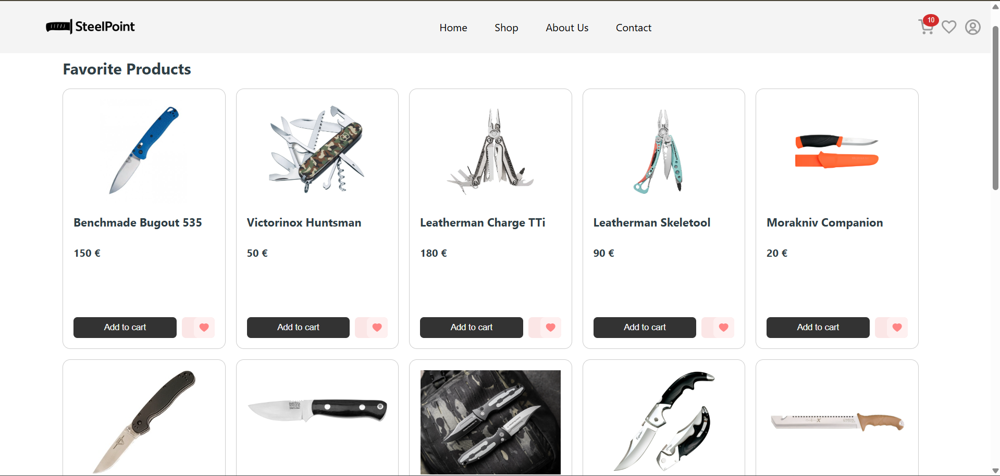 SteelPoint
Home
Shop
About Us
Contact
10
Favorite Products
Benchmade Bugout 535
150 €
Add to cart
Victorinox Huntsman
50 €
Add to cart
Leatherman Charge TTi
180 €
Add to cart
Leatherman Skeletool
90 €
Add to cart
Morakniv Companion
20 €
Add to cart